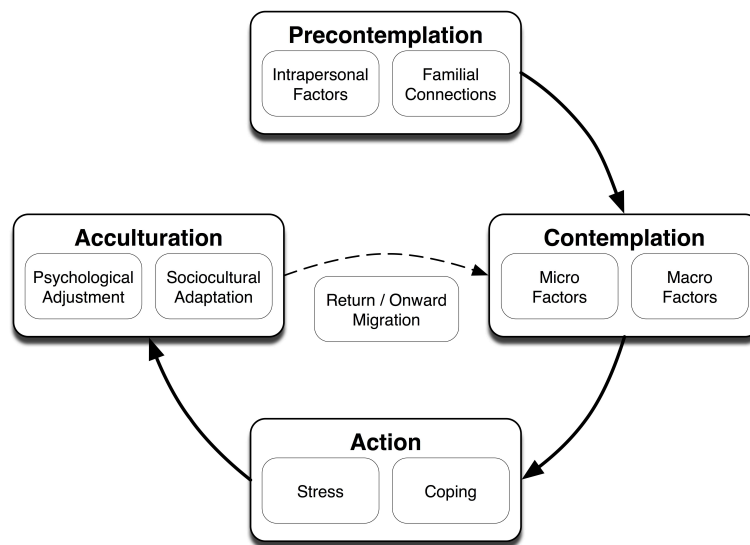 Precontemplation
Intrapersonal
Factors
Familial
Connections
Acculturation
Psychological
Adjustment
Sociocultural
Adaptation
Return / Onward
Migration
Contemplation
Micro
Factors
Macro
Factors
Action
Stress
Coping